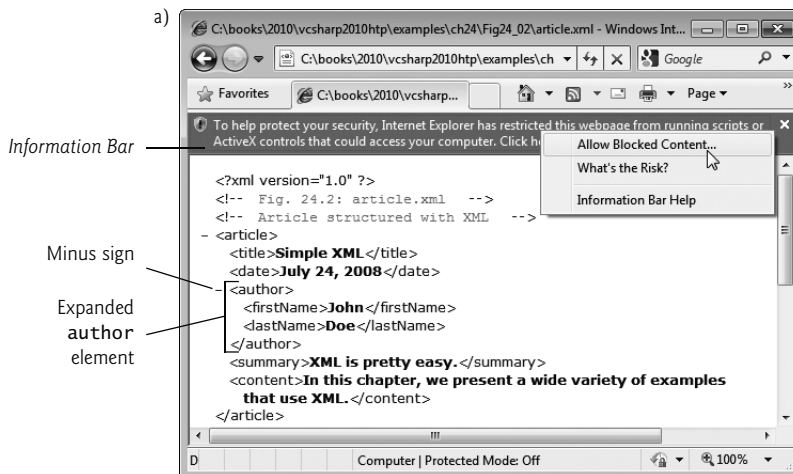 a)
C:\books\2010\vcsharp2010htp\examples\ch24\Fig24_02\article.xml - Windows Int...
C:\books\2010\vcsharp2010htp\examples\ch
Google
Favorites
C:\books\2010\vcsharp...
Page
Information Bar
To help protect your security, Internet Explorer has restricted this webpage from running scripts or
ActiveX controls that could access your computer. Click
Allow Blocked Content...
What's the Risk?
Information Bar Help
<?xml version="1.0" ?>
<!-- Fig. 24.2: article.xml -->
<!-- Article structured with XML -->
- <article>
<title>Simple XML</title>
<date>July 24, 2008</date>
Minus sign
- <author>
<firstName>John</firstName>
<lastName>Doe</lastName>
</author>
Expanded
author
element
<summary>XML is pretty easy.</summary>
<content>In this chapter, we present a wide variety of examples
that use XML.</content>
</article>
D
Computer | Protected Mode: Off
100%